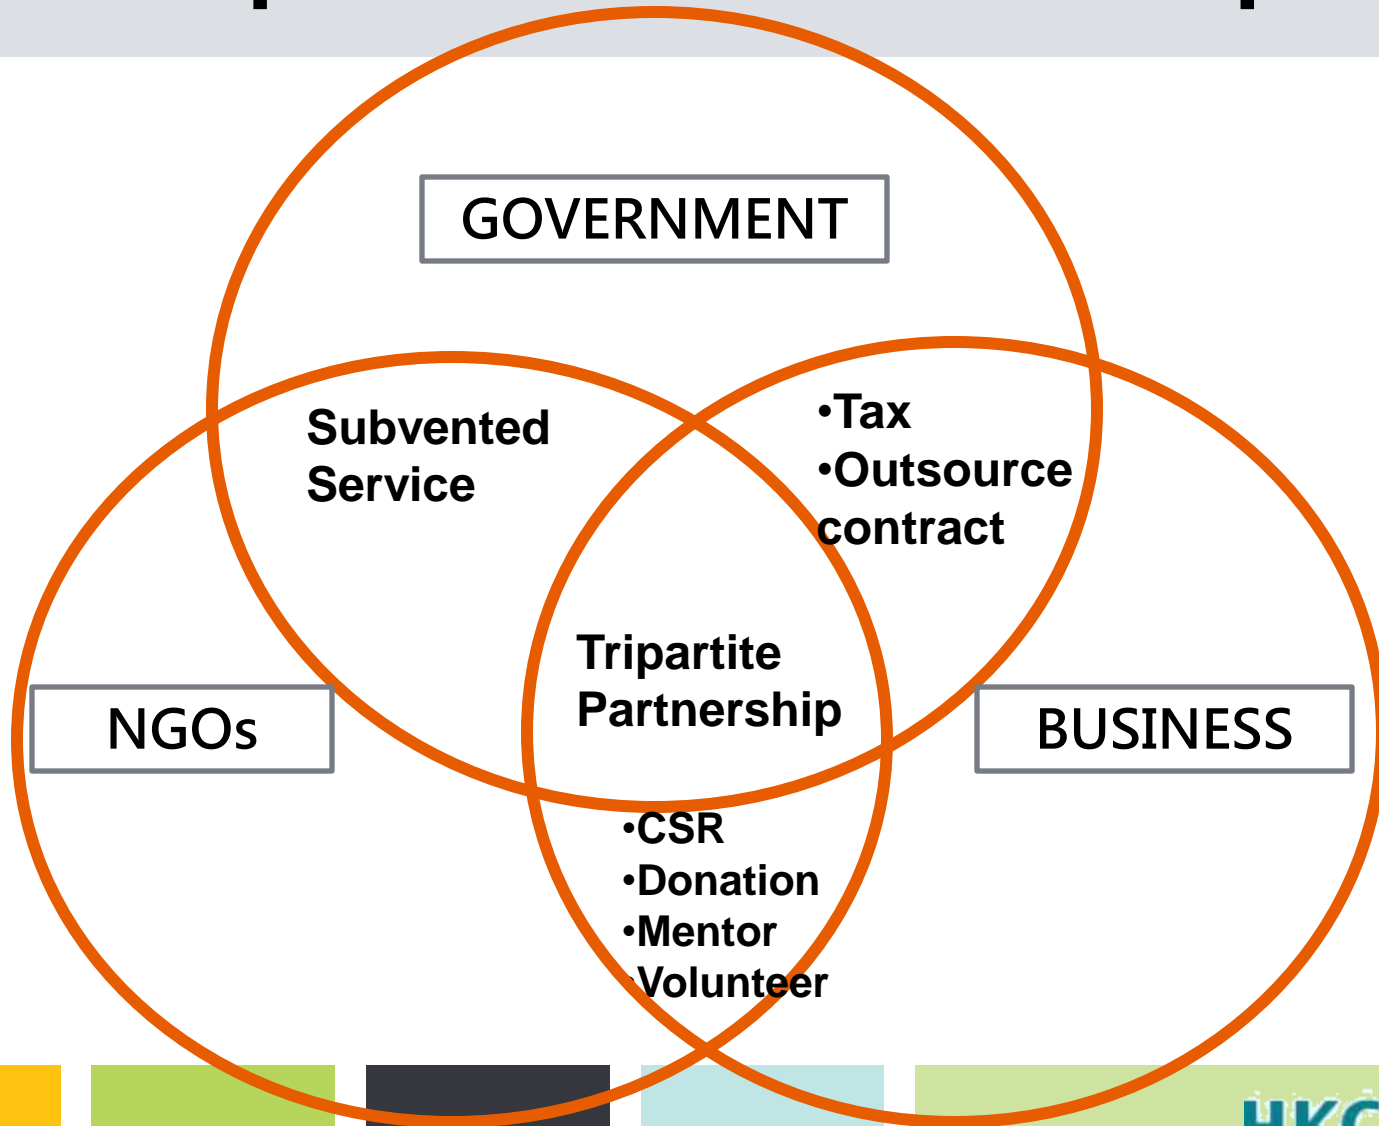 GOVERNMENT
Subvented
Service
•Tax
•Outsource
contract
Tripartite
Partnership
NGOs
BUSINESS
•CSR
•Donation
•Mentor
•Volunteer